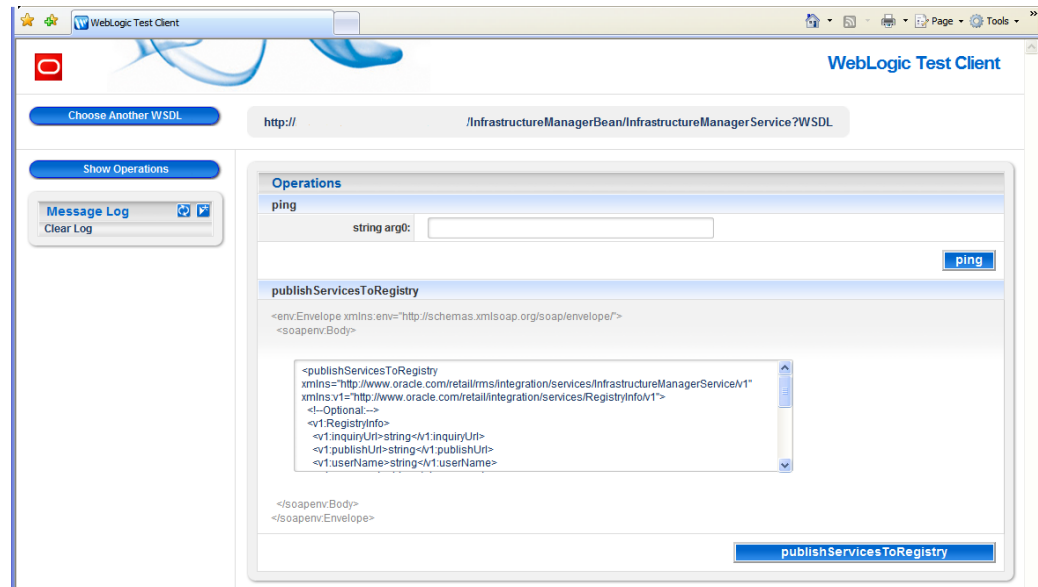 WebLogic Test Client
Page
Tools
»
WebLogic Test Client
Choose Another WSDL
http:// /InfrastructureManagerBean/InfrastructureManagerService?WSDL
Show Operations
Message Log
Clear Log
Operations
ping
string arg0:
ping
publishServicesToRegistry
<env:Envelope xmlns:env="http://schemas.xmlsoap.org/soap/envelope/">
<soapenv:Body>
<publishServicesToRegistry
xmlns="http://www.oracle.com/retail/rms/integration/services/InfrastructureManagerService/v1"
xmlns:v1="http://www.oracle.com/retail/integration/services/RegistryInfo/v1">
<!--Optional:-->
<v1:RegistryInfo>
<v1:inquiryUrl>string</v1:inquiryUrl>
<v1:publishUrl>string</v1:publishUrl>
<v1:userName>string</v1:userName>
</soapenv:Body>
</soapenv:Envelope>
publishServicesToRegistry